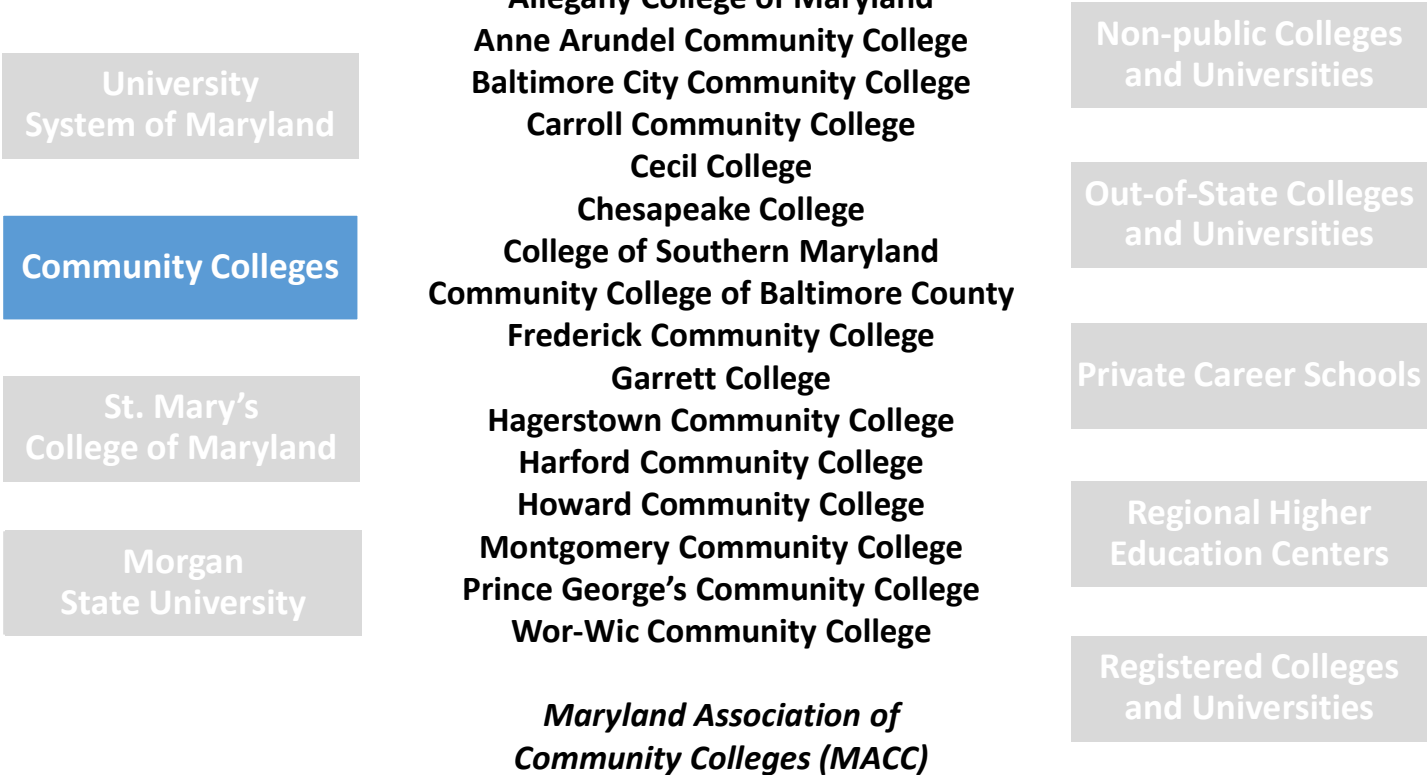 University
System of Maryland
Community Colleges
St. Mary’s
College of Maryland
Morgan
State University
Allegany College of Maryland
Anne Arundel Community College
Baltimore City Community College
Carroll Community College
Cecil College
Chesapeake College
College of Southern Maryland
Community College of Baltimore County
Frederick Community College
Garrett College
Hagerstown Community College
Harford Community College
Howard Community College
Montgomery Community College
Prince George’s Community College
Wor-Wic Community College
Maryland Association of
Community Colleges (MACC)
Non-public Colleges
and Universities
Out-of-State Colleges
and Universities
Private Career Schools
Regional Higher
Education Centers
Registered Colleges
and Universities